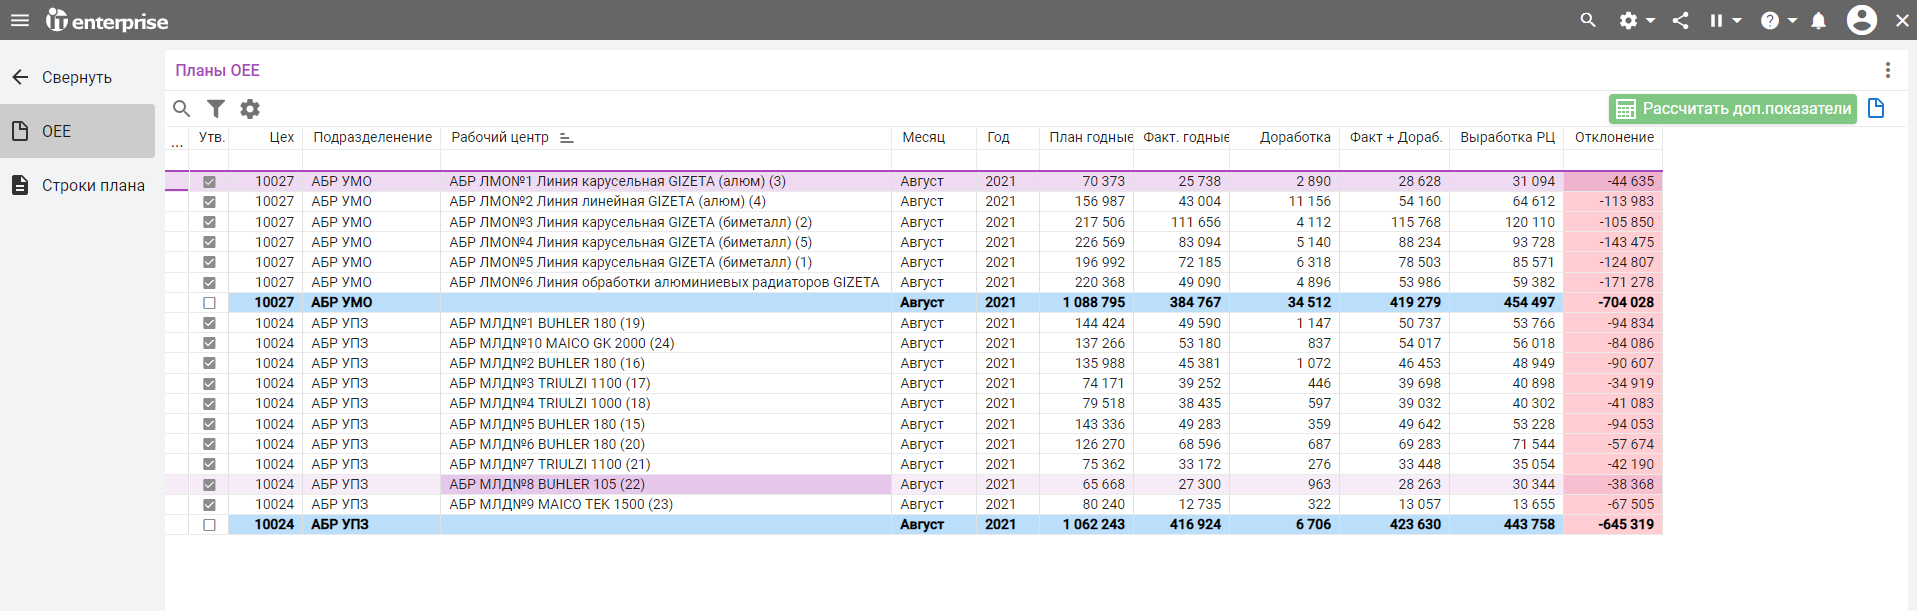 it enterprise
Свернуть
OEE
Строки плана
Планы OEE
Рассчитать доп.показатели
... Утв. Цех Подразделение Рабочий центр Месяц Год План годные Факт. годные Доработка Факт + Дораб. Выработка РЦ Отклонение
10027 АБР УМО АБР ЛМО№1 Линия карусельная GIZETA (алюм) (3) Август 2021 70 373 25 738 2 890 28 628 31 094 -44 635
10027 АБР УМО АБР ЛМО№2 Линия линейная GIZETA (алюм) (4) Август 2021 156 987 43 004 11 156 54 160 64 612 -113 983
10027 АБР УМО АБР ЛМО№3 Линия карусельная GIZETA (биметалл) (2) Август 2021 217 506 111 656 4 112 115 768 120 110 -105 850
10027 АБР УМО АБР ЛМО№4 Линия карусельная GIZETA (биметалл) (5) Август 2021 226 569 83 094 5 140 88 234 93 728 -143 475
10027 АБР УМО АБР ЛМО№5 Линия карусельная GIZETA (биметалл) (1) Август 2021 196 992 72 185 6 318 78 503 85 571 -124 807
10027 АБР УМО АБР ЛМО№6 Линия обработки алюминиевых радиаторов GIZETA Август 2021 220 368 49 090 4 896 53 986 59 382 -171 278
10027 АБР УМО Август 2021 1 088 795 384 767 34 512 419 279 454 497 -704 028
10024 АБР УПЗ АБР МЛД№1 BUHLER 180 (19) Август 2021 144 424 49 590 1 147 50 737 53 766 -94 834
10024 АБР УПЗ АБР МЛД№10 MAICO GK 2000 (24) Август 2021 137 266 53 180 837 54 017 56 018 -84 086
10024 АБР УПЗ АБР МЛД№2 BUHLER 180 (16) Август 2021 135 988 45 381 1 072 46 453 48 949 -90 607
10024 АБР УПЗ АБР МЛД№3 TRIULZI 1100 (17) Август 2021 74 171 39 252 446 39 698 40 898 -34 919
10024 АБР УПЗ АБР МЛД№4 TRIULZI 1000 (18) Август 2021 79 518 38 435 597 39 032 40 302 -41 083
10024 АБР УПЗ АБР МЛД№5 BUHLER 180 (15) Август 2021 143 336 49 283 359 49 642 53 228 -94 053
10024 АБР УПЗ АБР МЛД№6 BUHLER 180 (20) Август 2021 126 270 68 596 687 69 283 71 544 -57 674
10024 АБР УПЗ АБР МЛД№7 TRIULZI 1100 (21) Август 2021 75 362 33 172 276 33 448 35 054 -42 190
10024 АБР УПЗ АБР МЛД№8 BUHLER 105 (22) Август 2021 65 668 27 300 963 28 263 30 344 -38 368
10024 АБР УПЗ АБР МЛД№9 MAICO TEK 1500 (23) Август 2021 80 240 12 735 322 13 057 13 655 -67 505
10024 АБР УПЗ Август 2021 1 062 243 416 924 6 706 423 630 443 758 -645 319